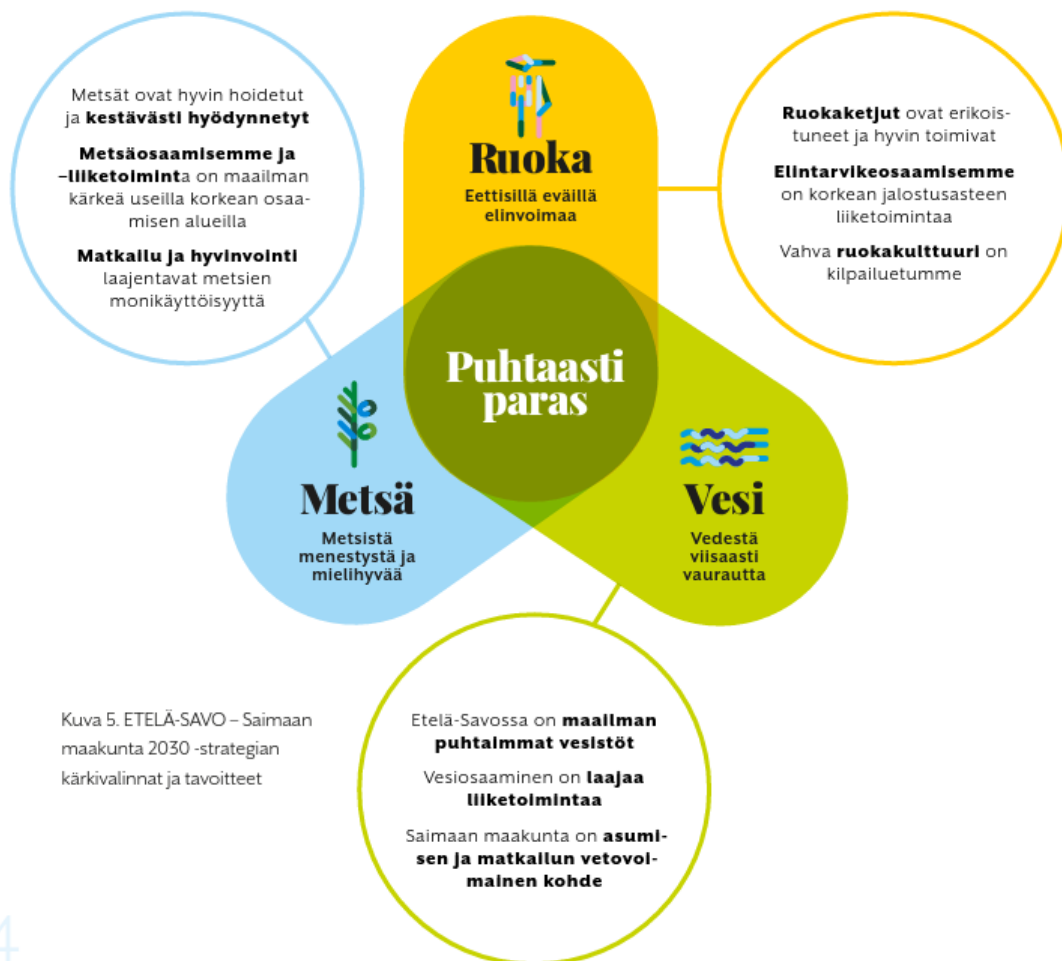 Metsät ovat hyvin hoidetut
ja kestävästi hyödynnetyt
Metsäosaamisemme ja
–liiketoiminta on maailman
kärkeä useilla korkean osaa-
misen alueilla
Matkailu ja hyvinvointi
laajentavat metsien
monikäyttöisyyttä
Ruoka
Eettisillä eväillä
elinvoimaa
Ruokaketjut ovat erikois-
tuneet ja hyvin toimivat
Elintarvikeosaamisemme
on korkean jalostusasteen
liiketoimintaa
Vahva ruokakulttuuri on
kilpailuetumme
Puhtaasti
paras
Metsä
Metsistä
menestystä ja
mielihyvää
Vesi
Vedestä
viisaasti
vaurautta
Kuva 5. ETELÄ-SAVO – Saimaan
maakunta 2030 -strategian
kärkivalinnat ja tavoitteet
Etelä-Savossa on maailman
puhtaimmat vesistöt
Vesiosaaminen on laajaa
liiketoimintaa
Saimaan maakunta on asumi-
sen ja matkailun vetovoi-
mainen kohde
4